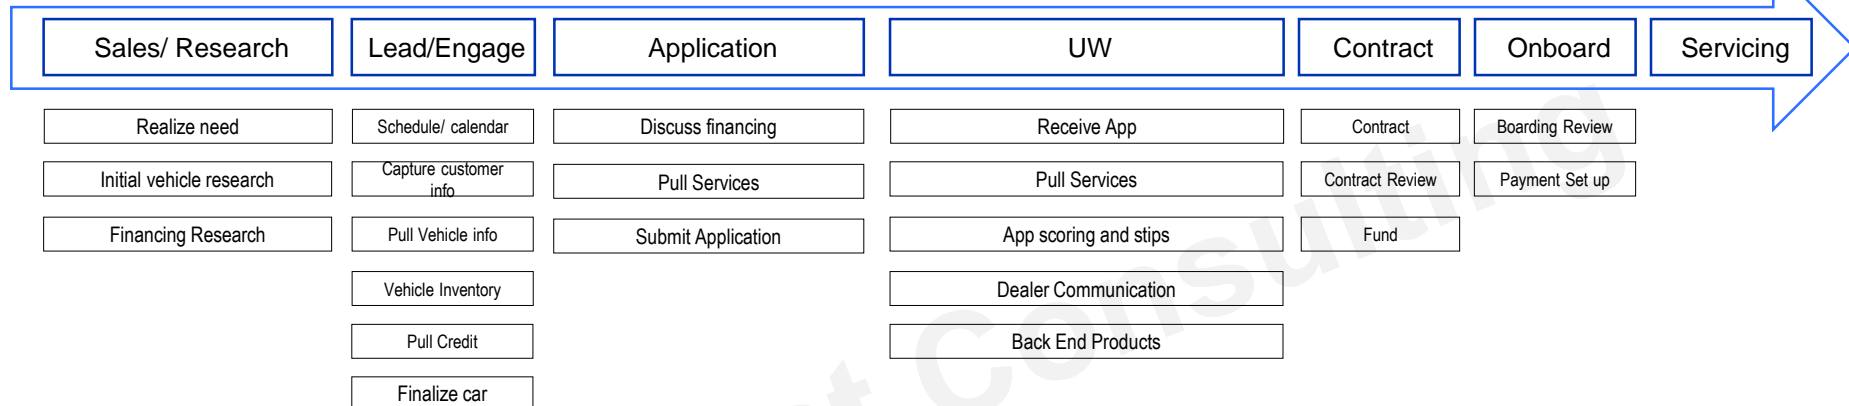 Sales/ Research
Lead/Engage
Application
UW
Contract
Onboard
Servicing
Realize need
Initial vehicle research
Financing Research
Schedule/ calendar
Capture customer
info
Pull Vehicle info
Vehicle Inventory
Pull Credit
Finalize car
Discuss financing
Pull Services
Submit Application
Receive App
Pull Services
App scoring and stips
Dealer Communication
Back End Products
Contract
Contract Review
Fund
Boarding Review
Payment Set up
Consulting